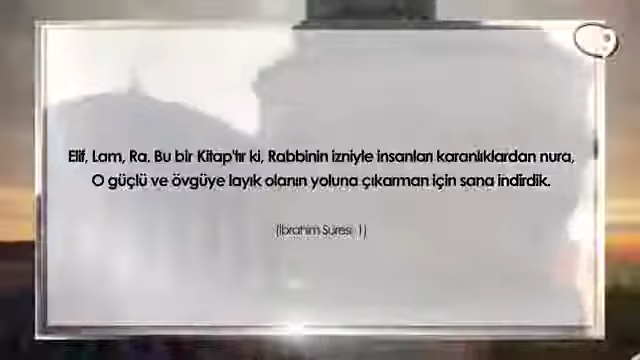 Elif, Lam, Ra. Bu bir Kitap'tır ki, Rabbinin izniyle insanları karanlıklardan nura,
O güçlü ve övgüye layık olanın yoluna çıkarman için sana indirdik.
(İbrahim Suresi 1)